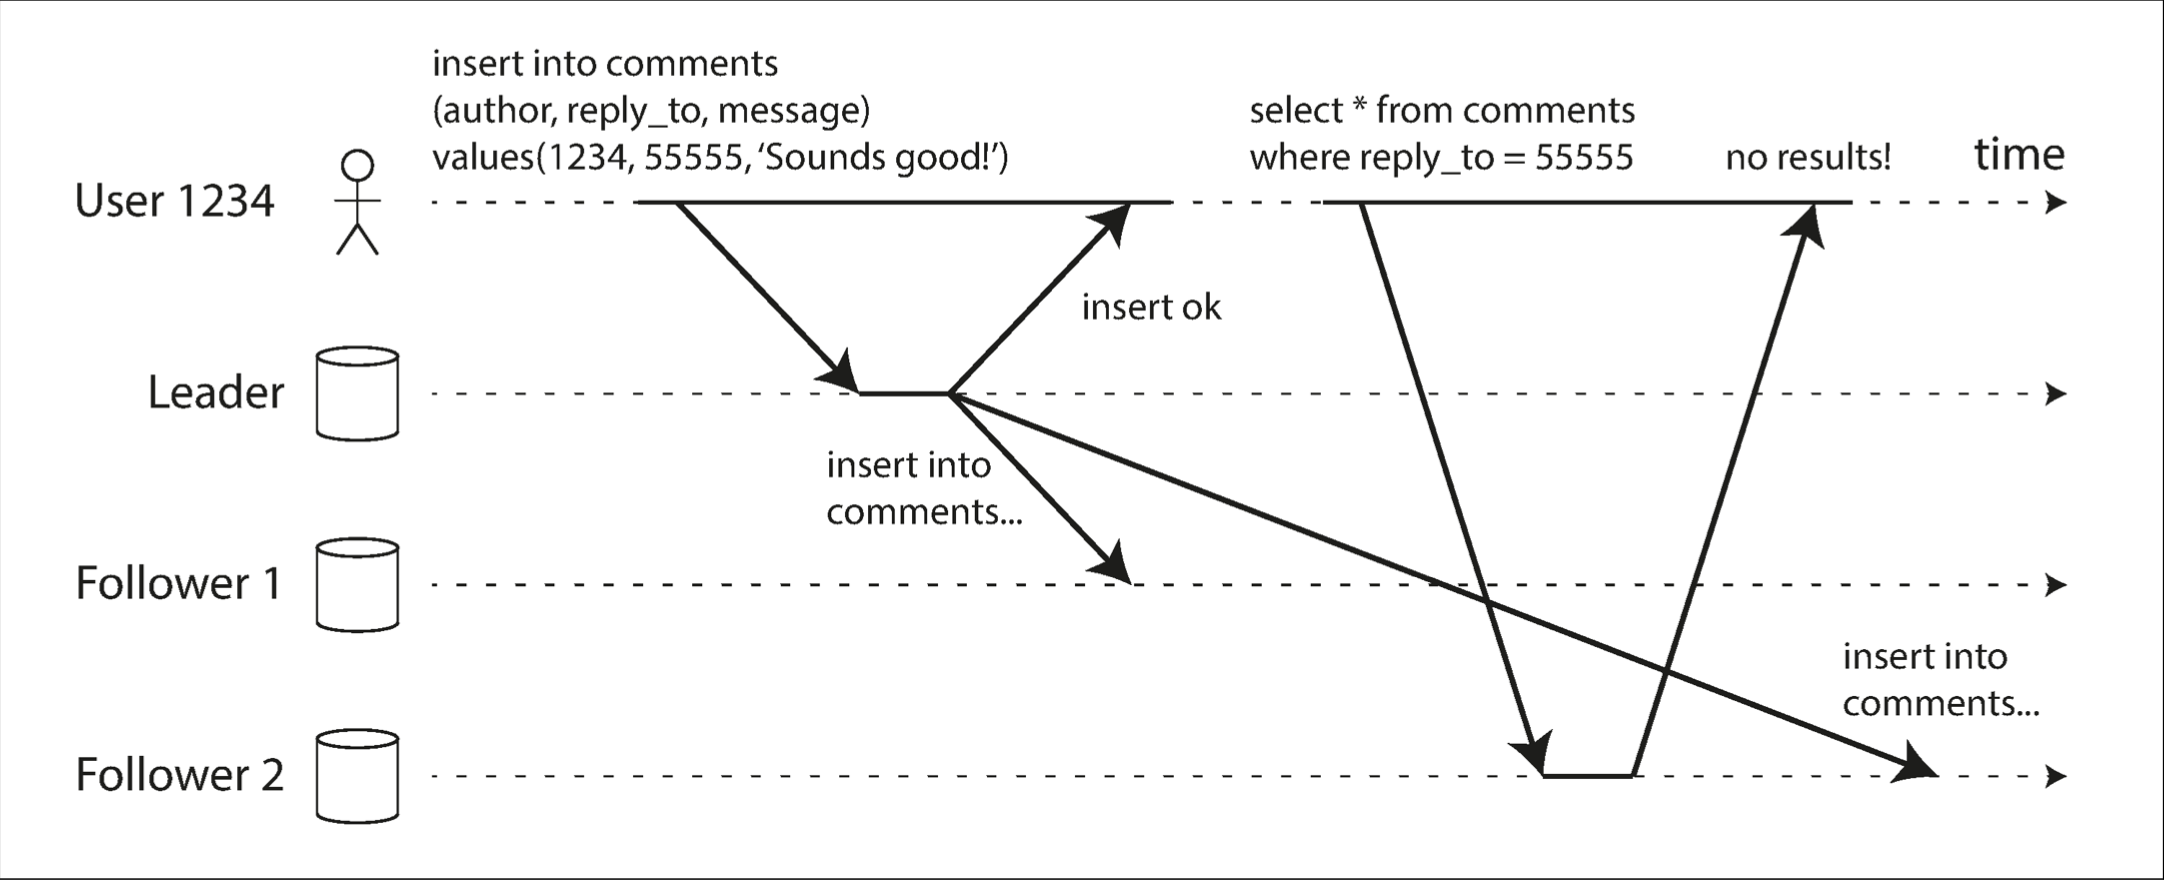 insert into comments
(author, reply_to, message)
values(1234, 55555, ‘Sounds good!’)
select * from comments
where reply_to = 55555
no results!
time
User 1234
insert ok
Leader
insert into
comments...
Follower 1
insert into
comments...
Follower 2